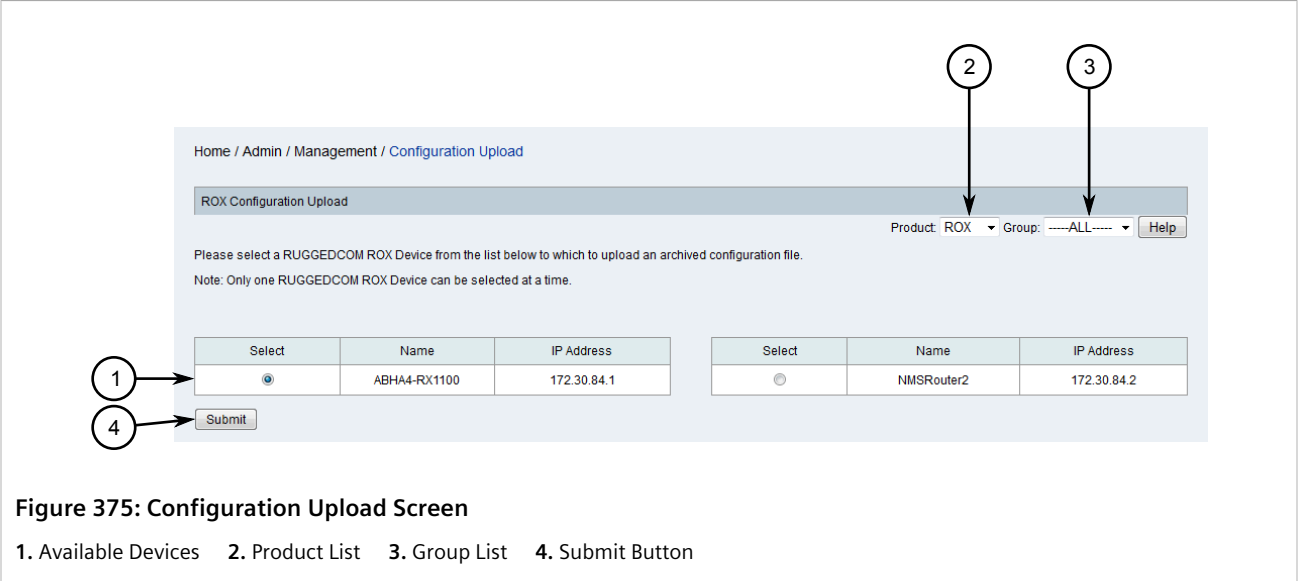 2 3
Home / Admin / Management / Configuration Upload
ROX Configuration Upload
Product: ROX Group: -----ALL----- Help
Please select a RUGGEDCOM ROX Device from the list below to which to upload an archived configuration file.
Note: Only one RUGGEDCOM ROX Device can be selected at a time.
Select Name IP Address Select Name IP Address
1 ABHA4-RX1100 172.30.84.1 NMSRouter2 172.30.84.2
4 Submit
Figure 375: Configuration Upload Screen
1. Available Devices 2. Product List 3. Group List 4. Submit Button